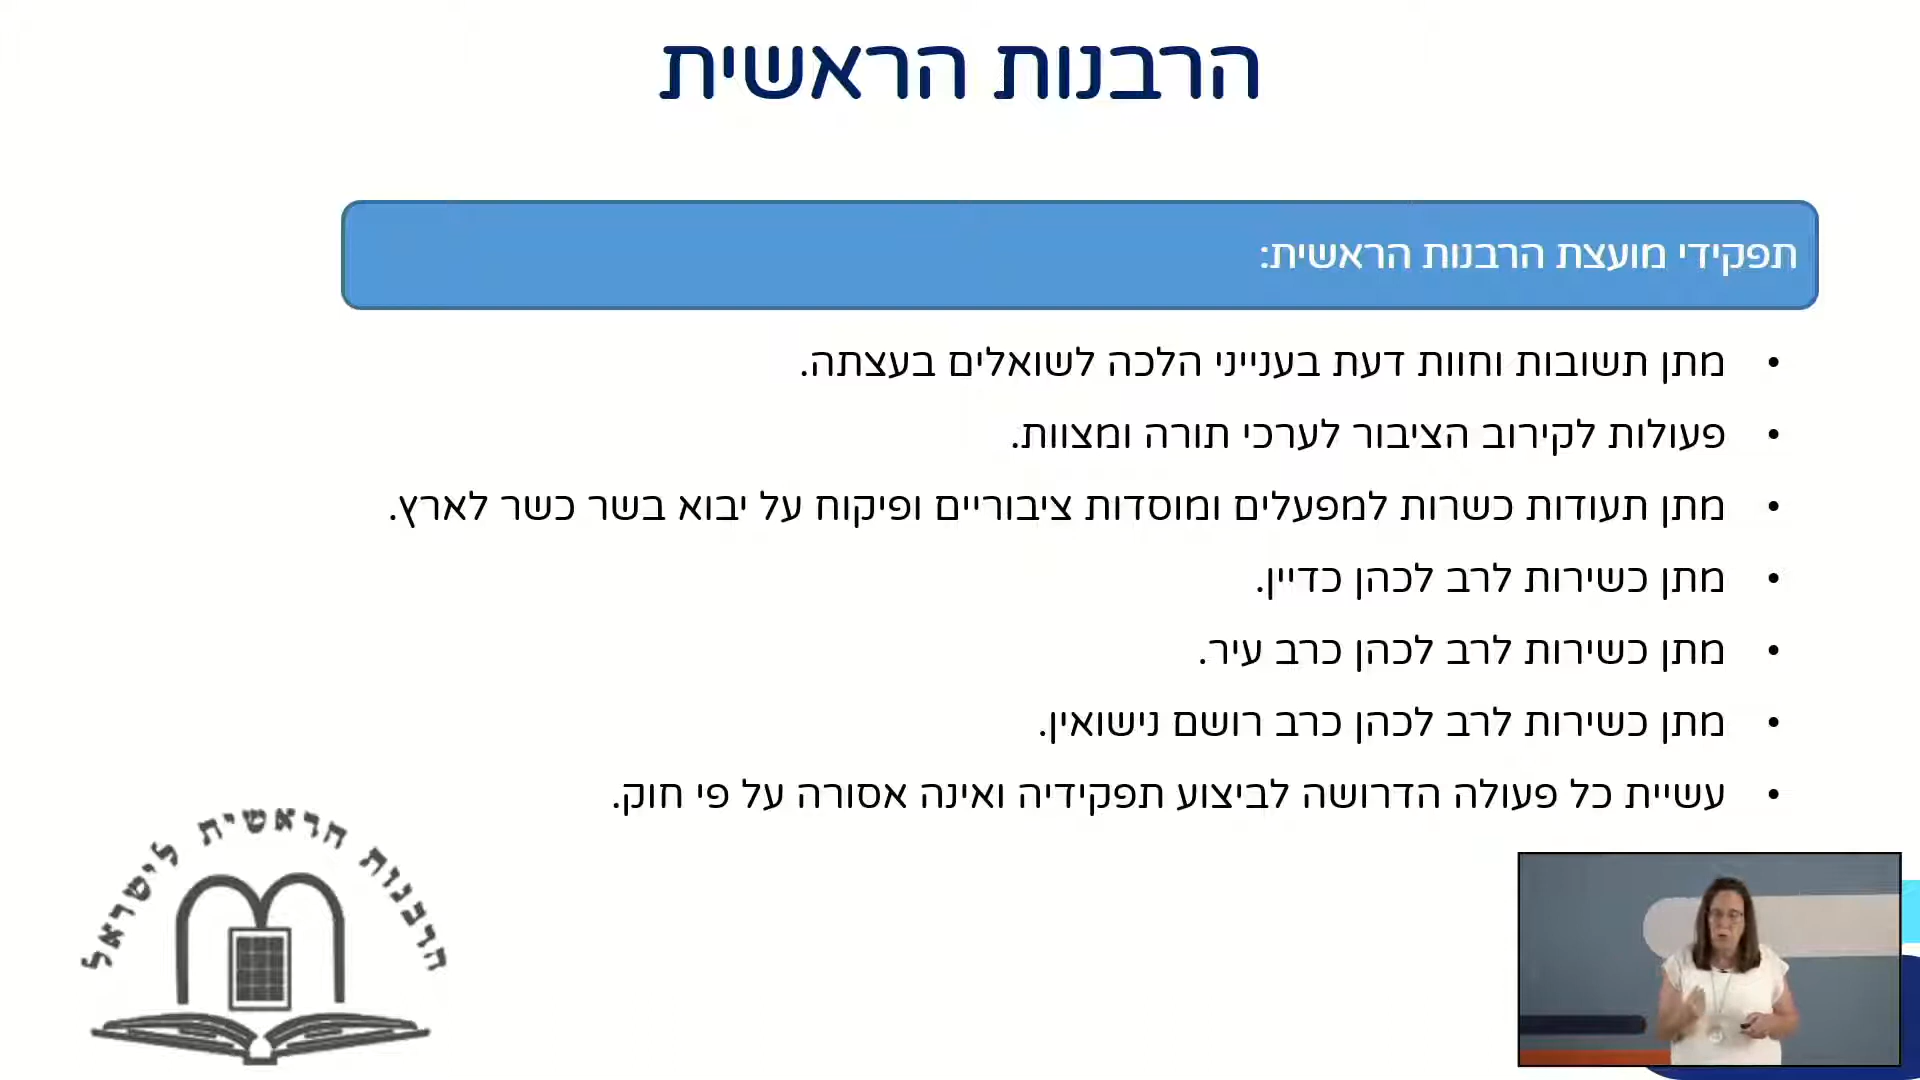 הרבנות הראשית
תפקידי מועצת הרבנות הראשית:
• מתן תשובות וחוות דעת בענייני הלכה לשואלים בעצתה.
• פעולות לקירוב הציבור לערכי תורה ומצוות.
• מתן תעודות כשרות למפעלים ומוסדות ציבוריים ופיקוח על יבוא בשר כשר לארץ.
• מתן כשירות לרב לכהן כדיין.
• מתן כשירות לרב לכהן כרב עיר.
• מתן כשירות לרב לכהן כרב רושם נישואין.
• עשיית כל פעולה הדרושה לביצוע תפקידיה ואינה אסורה על פי חוק.
הרבנות הראשית לישראל